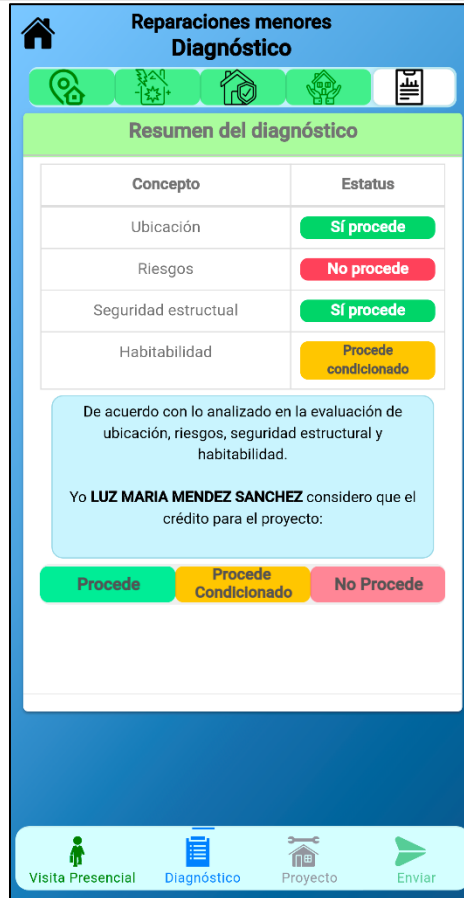 Reparaciones menores
Diagnóstico
Resumen del diagnóstico
Concepto Estatus
Ubicación Sí procede
Riesgos No procede
Seguridad estructual Sí procede
Habitabilidad Procede
condicionado
De acuerdo con lo analizado en la evaluación de
ubicación, riesgos, seguridad estructural y
habitabilidad.
Yo LUZ MARIA MENDEZ SANCHEZ considero que el
crédito para el proyecto:
Procede Procede
Condicionado No Procede
Visita Presencial Diagnóstico Proyecto Enviar